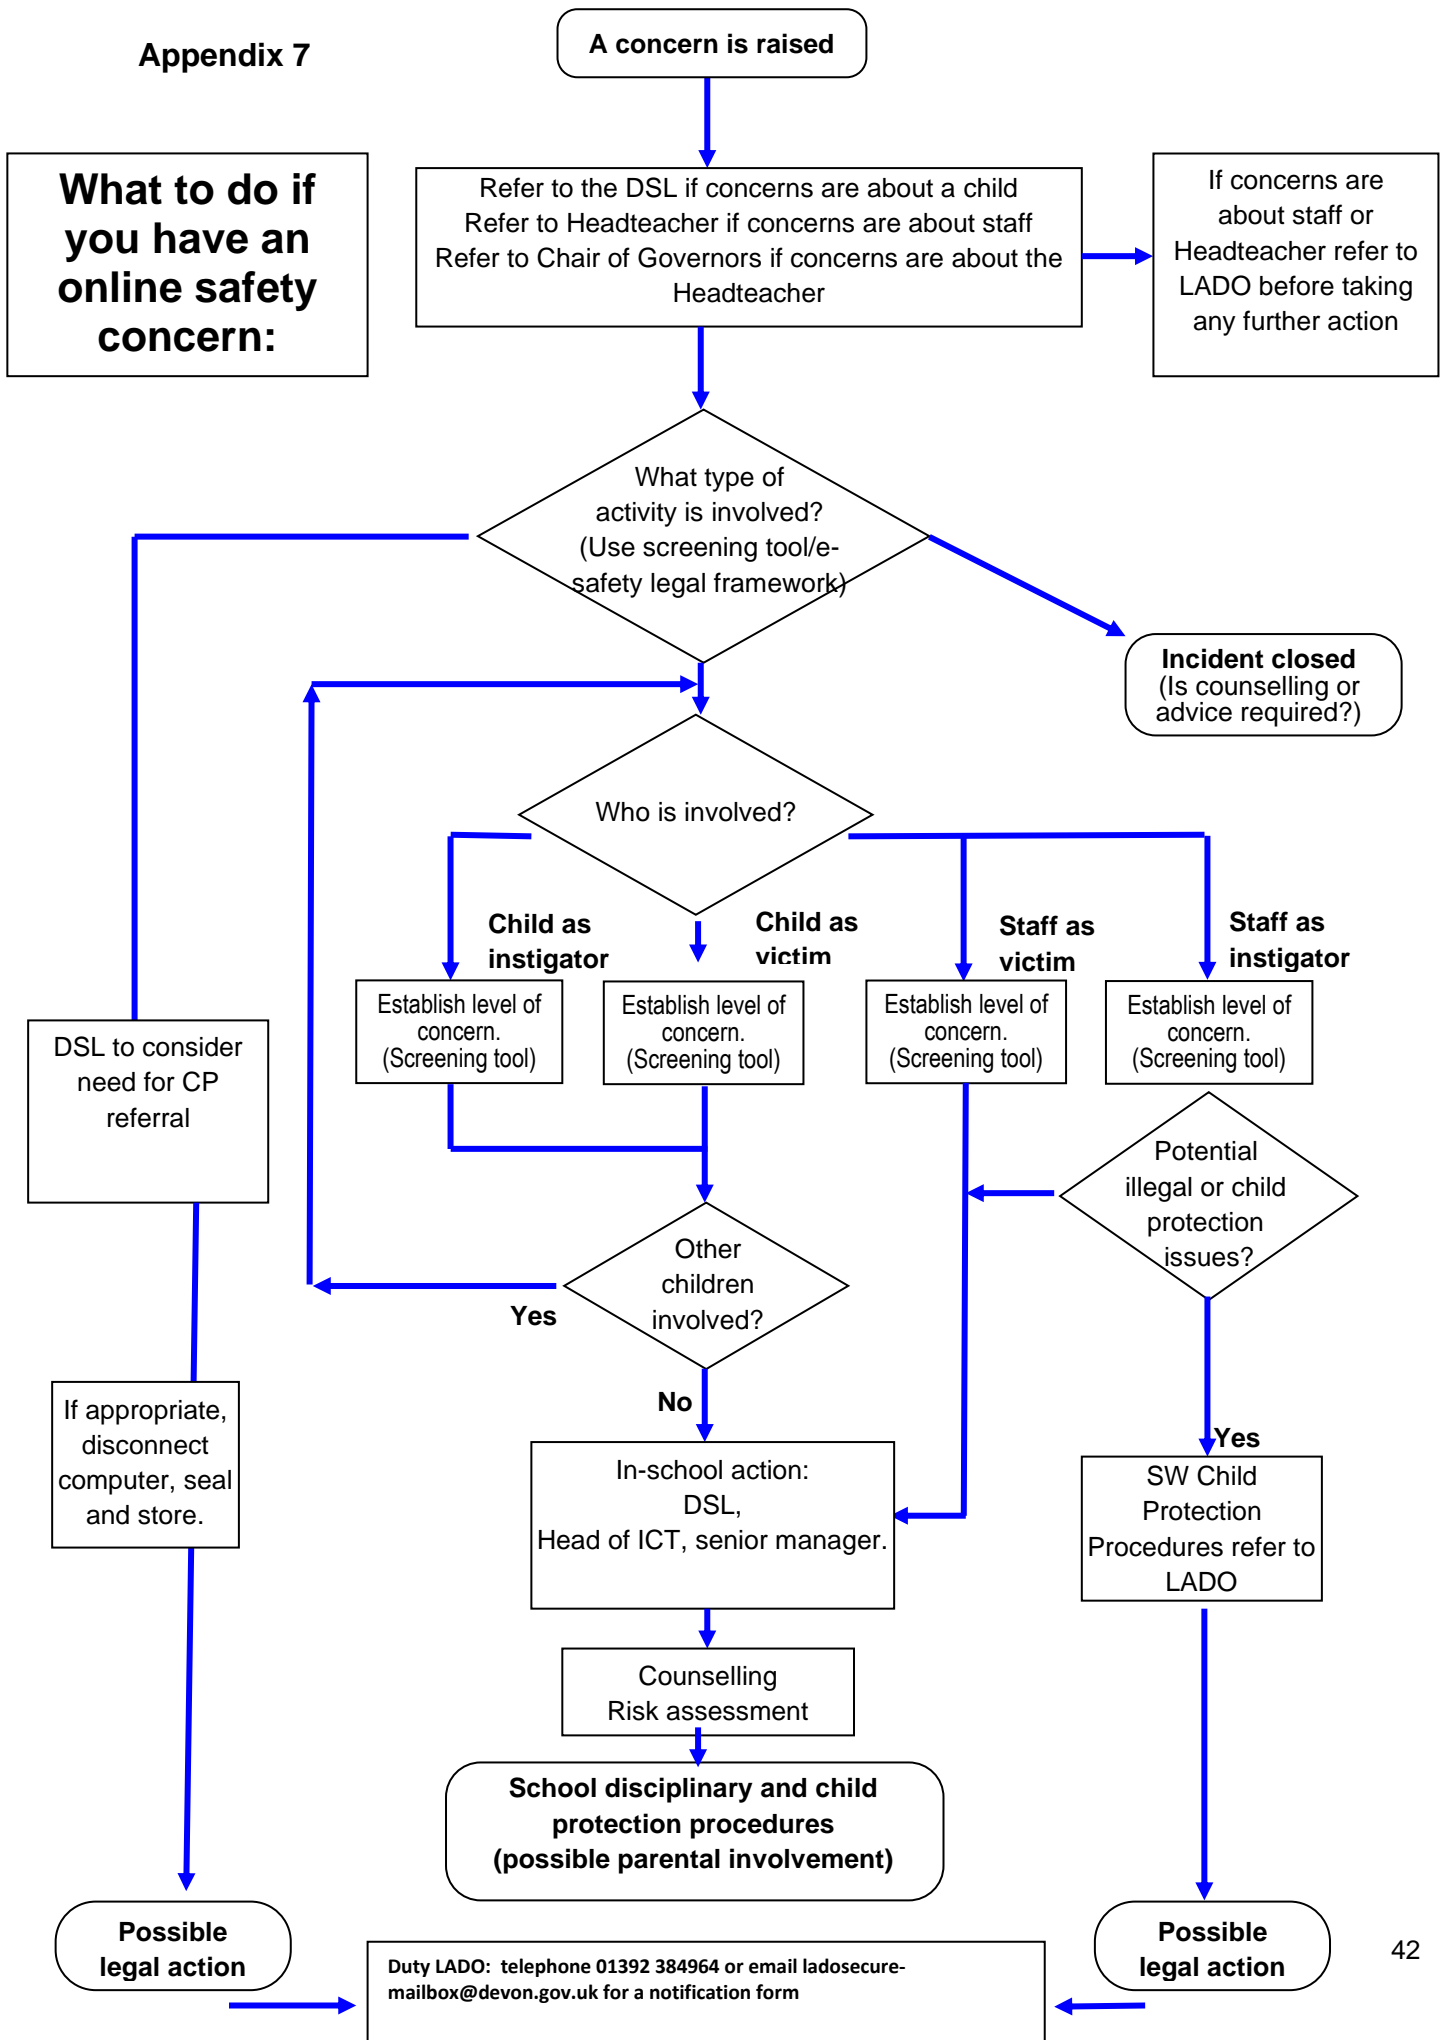 Appendix 7
A concern is raised
What to do if
you have an
online safety
concern:
Refer to the DSL if concerns are about a child
Refer to Headteacher if concerns are about staff
Refer to Chair of Governors if concerns are about the
Headteacher
If concerns are
about staff or
Headteacher refer to
LADO before taking
any further action
What type of
activity is involved?
(Use screening tool/e-
safety legal framework)
Incident closed
(Is counselling or
advice required?)
Who is involved?
Child as
instigator
Child as
victim
Staff as
victim
Staff as
instigator
Establish level of
concern.
(Screening tool)
Establish level of
concern.
(Screening tool)
Establish level of
concern.
(Screening tool)
Establish level of
concern.
(Screening tool)
DSL to consider
need for CP
referral
Potential
illegal or child
protection
issues?
Other
children
involved?
Yes
No
If appropriate,
disconnect
computer, seal
and store.
In-school action:
DSL,
Head of ICT, senior manager.
Yes
SW Child
Protection
Procedures refer to
LADO
Counselling
Risk assessment
School disciplinary and child
protection procedures
(possible parental involvement)
Possible
legal action
Possible
legal action
Duty LADO: telephone 01392 384964 or email ladosecure-
mailbox@devon.gov.uk for a notification form
42